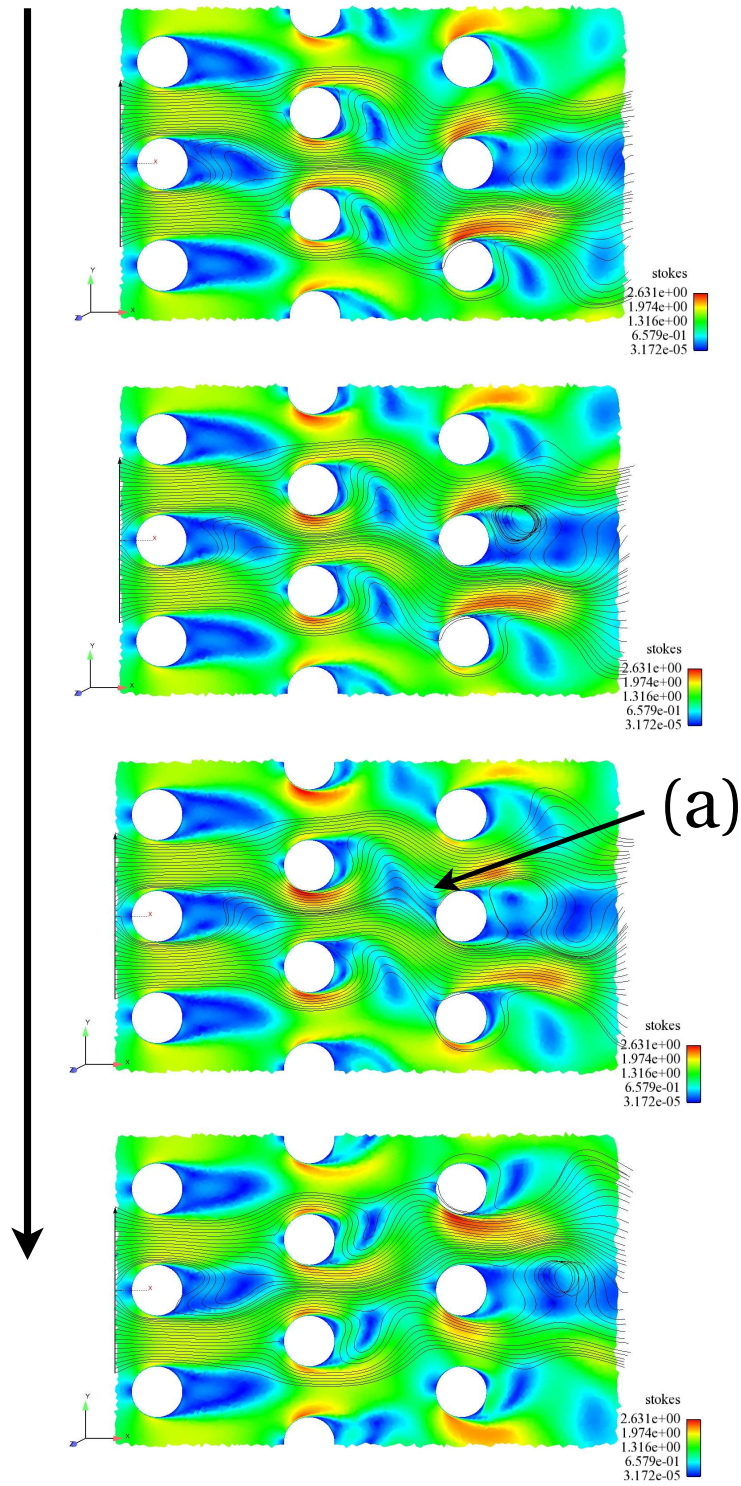 X
Y
Z
X
stokes
2.631e+00
1.974e+00
1.316e+00
6.579e-01
3.172e-05
X
Y
Z
X
stokes
2.631e+00
1.974e+00
1.316e+00
6.579e-01
3.172e-05
(a)
X
Y
Z
X
stokes
2.631e+00
1.974e+00
1.316e+00
6.579e-01
3.172e-05
X
Y
Z
X
stokes
2.631e+00
1.974e+00
1.316e+00
6.579e-01
3.172e-05